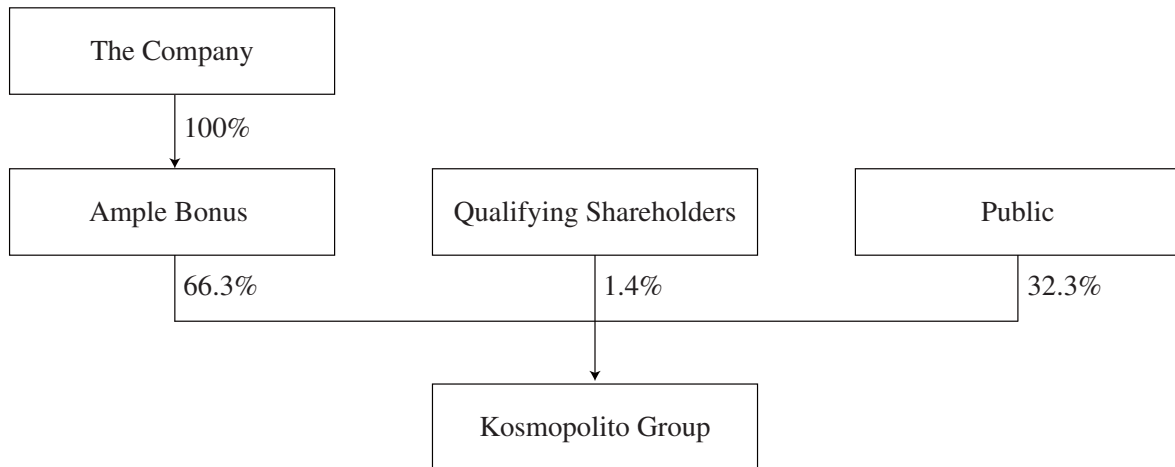 The Company
100%
Ample Bonus
Qualifying Shareholders
Public
66.3%
1.4%
32.3%
Kosmopolito Group